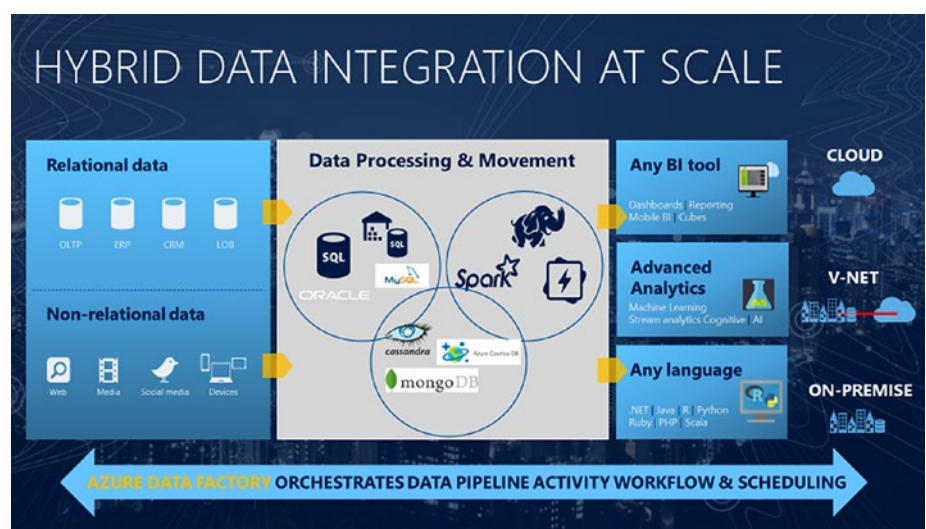 HYBRID DATA INTEGRATION AT SCALE
Relational data
OLTP
ERP
CRM
LOB
Non-relational data
Web
Media
Social media
Devices
Data Processing & Movement
SQL
SQL
ORACLE
MySQL
Spark
cassandra
Azure Cosmos DB
mongoDB
Any BI tool
Dashboards | Reporting
Mobile BI | Cubes
Advanced
Analytics
Machine Learning
Stream analytics Cognitive | AI
Any language
R
.NET | Java | R | Python
Ruby | PHP | Scala
CLOUD
V-NET
ON-PREMISE
AZURE DATA FACTORY ORCHESTRATES DATA PIPELINE ACTIVITY WORKFLOW & SCHEDULING